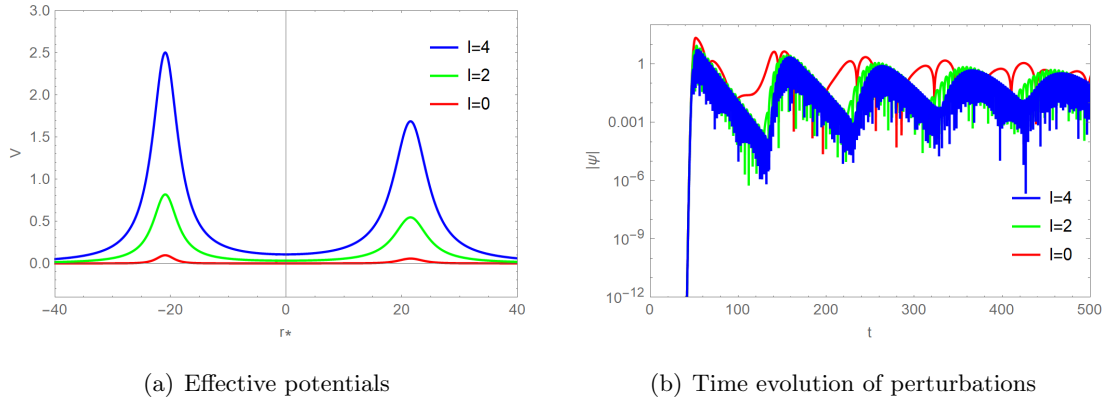 3.0
2.5
2.0
1.5
1.0
0.5
0.0
V
−40
−20
0
20
40
r*
l=4
l=2
l=0
(a) Effective potentials
1
0.001
10^−6
10^−9
10^−12
|ψ|
0
100
200
300
400
500
t
l=4
l=2
l=0
(b) Time evolution of perturbations